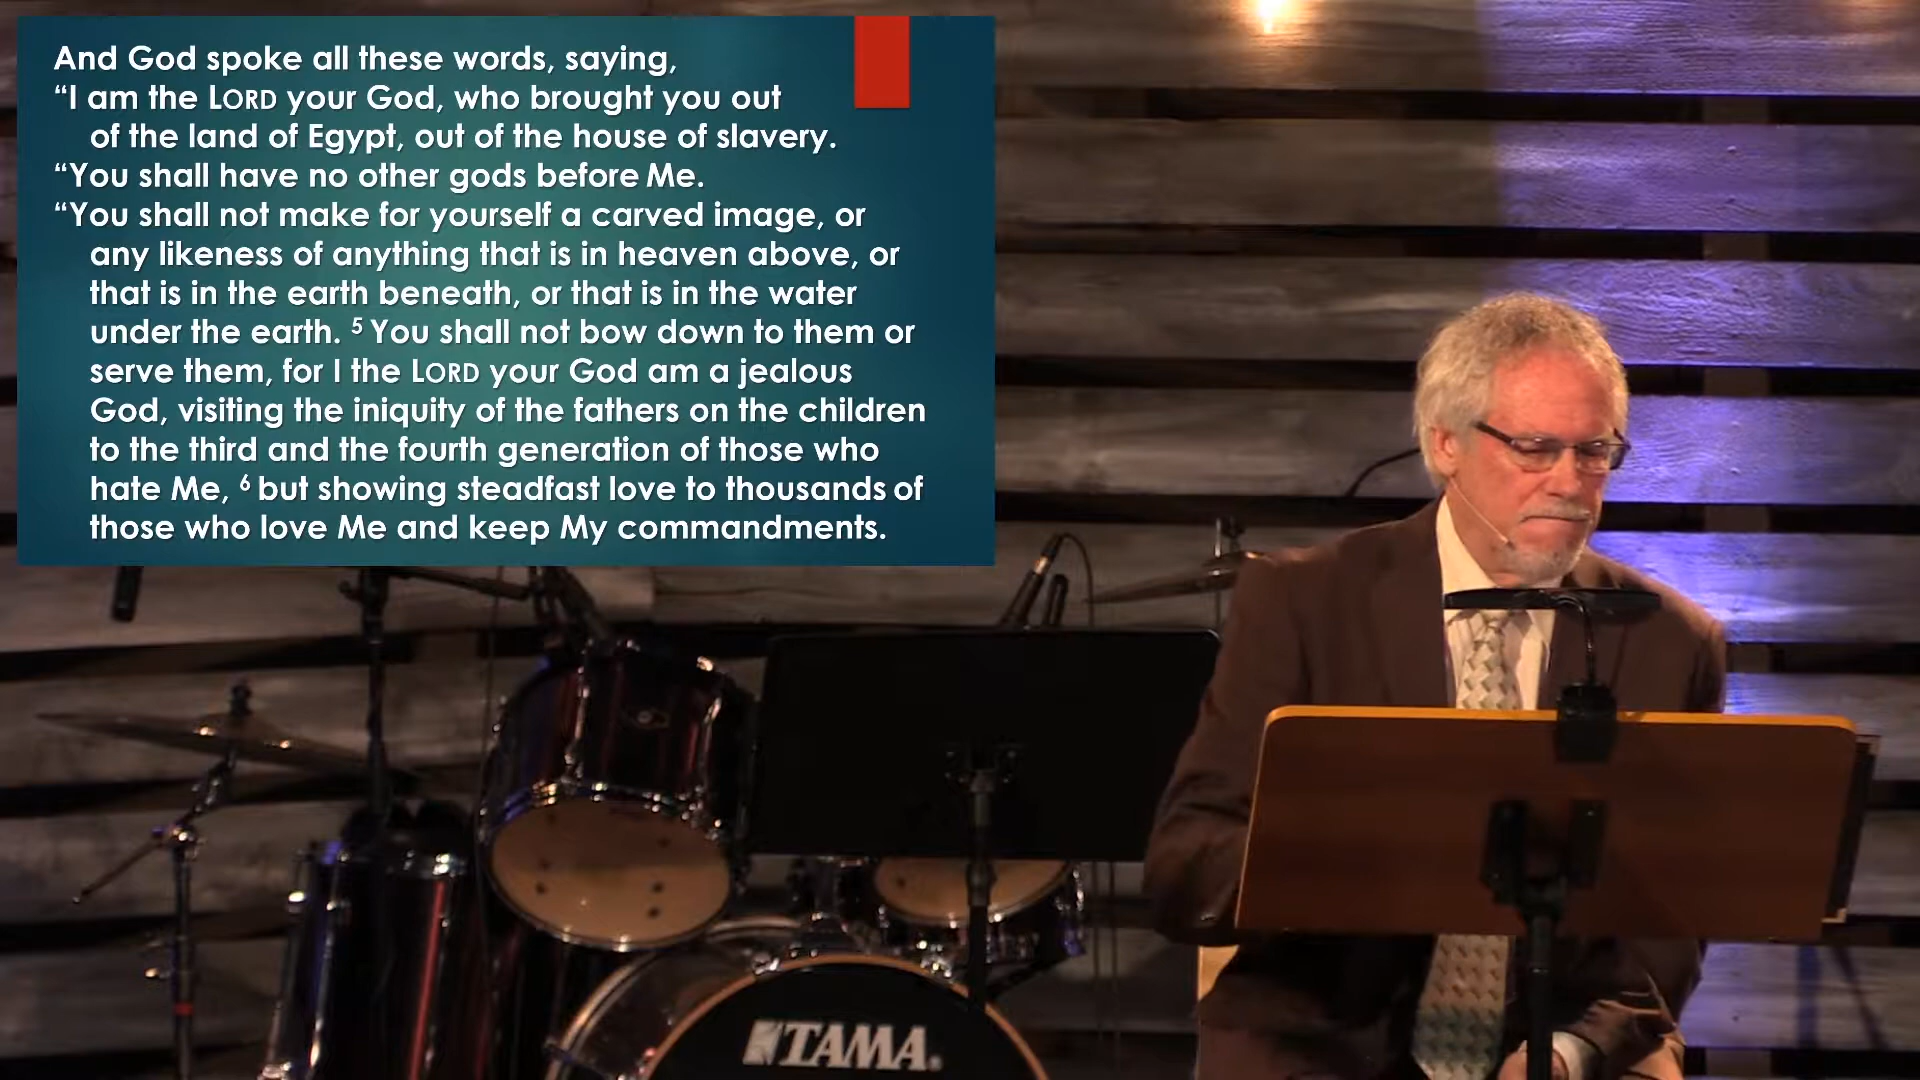 And God spoke all these words, saying,
“I am the LORD your God, who brought you out
of the land of Egypt, out of the house of slavery.
“You shall have no other gods before Me.
“You shall not make for yourself a carved image, or
any likeness of anything that is in heaven above, or
that is in the earth beneath, or that is in the water
under the earth. 5 You shall not bow down to them or
serve them, for I the LORD your God am a jealous
God, visiting the iniquity of the fathers on the children
to the third and the fourth generation of those who
hate Me, 6 but showing steadfast love to thousands of
those who love Me and keep My commandments.
TAMA.